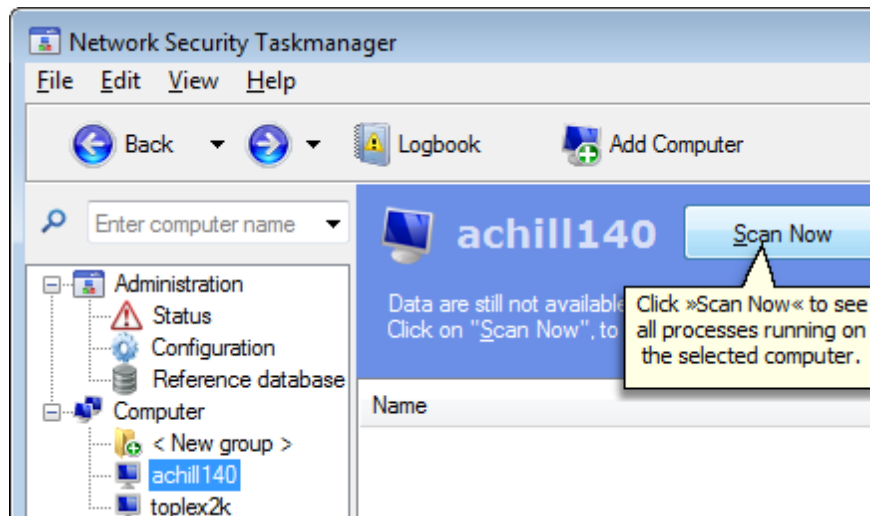 Network Security Taskmanager
File Edit View Help
Back Logbook Add Computer
Enter computer name
achill140
Scan Now
Data are still not available
Click on "Scan Now", to
Click »Scan Now« to see
all processes running on
the selected computer.
Administration
Status
Configuration
Reference database
Computer
< New group >
achill140
toplex2k
Name